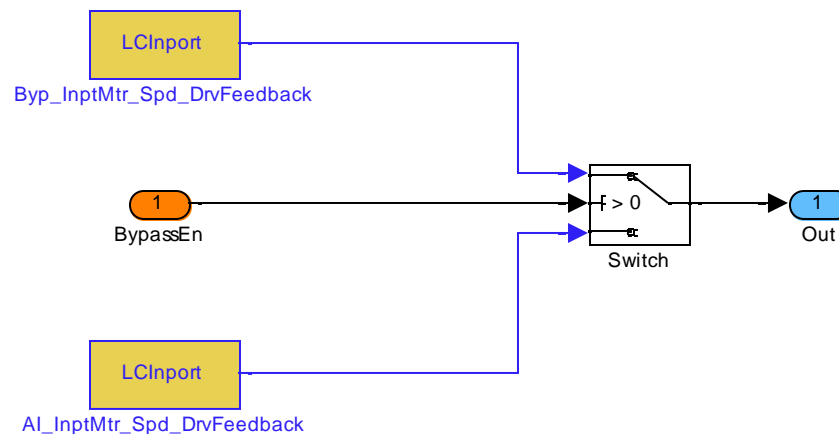 LCInport
Byp_InptMtr_Spd_DrvFeedback
1
BypassEn
> 0
Switch
1
Out
LCInport
AI_InptMtr_Spd_DrvFeedback